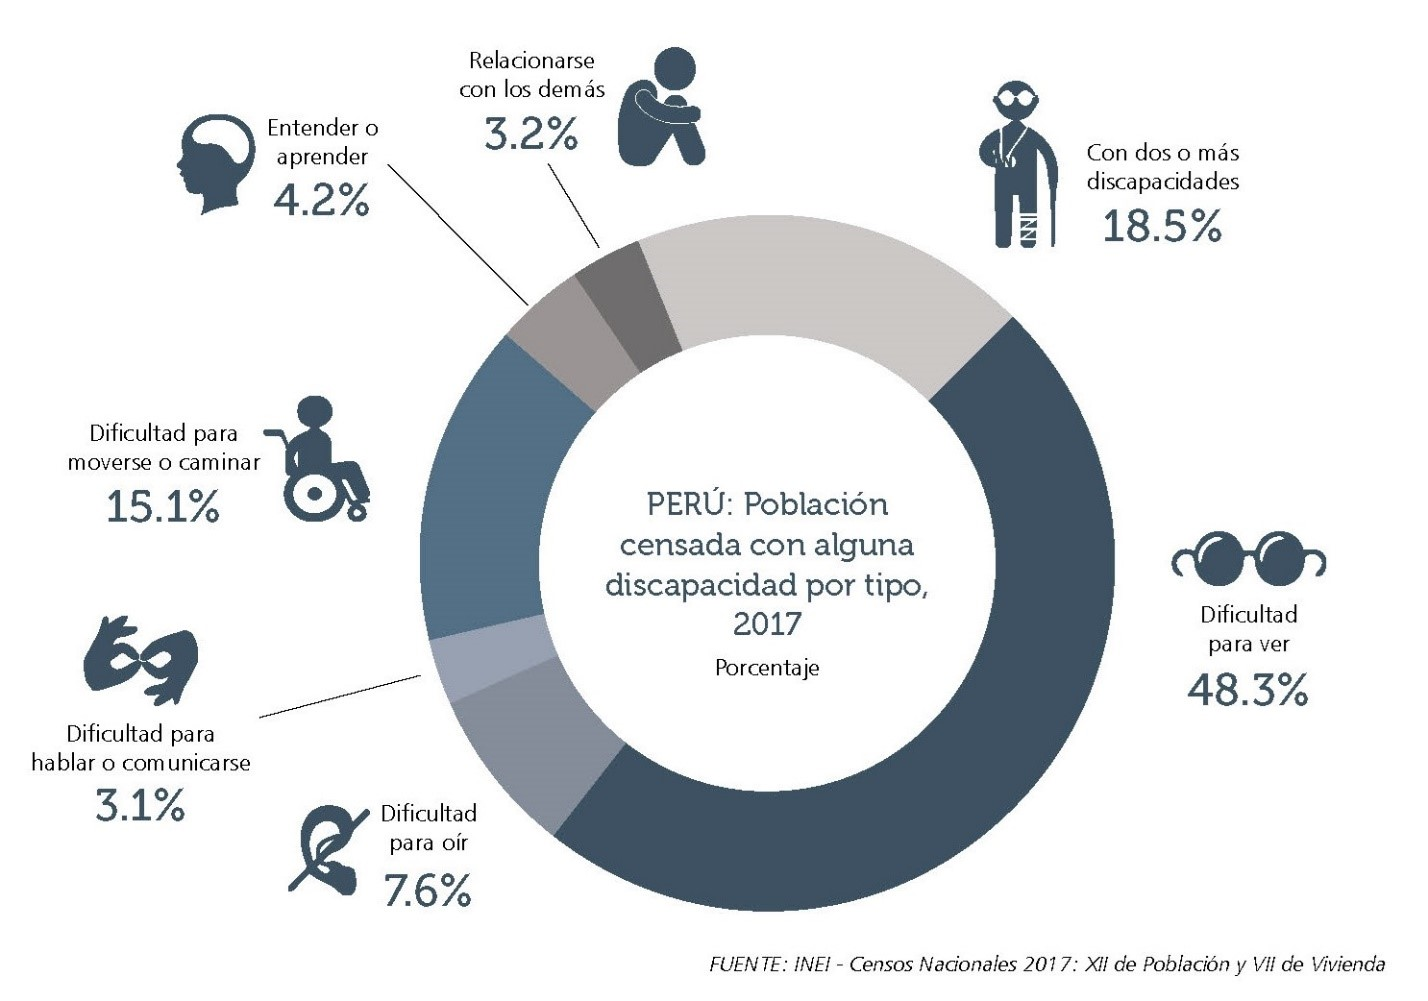 Relacionarse
con los demás
3.2%
Entender o
aprender
4.2%
Con dos o más
discapacidades
18.5%
Dificultad para
moverse o caminar
15.1%
PERÚ: Población
censada con alguna
discapacidad por tipo,
2017
Porcentaje
Dificultad
para ver
48.3%
Dificultad para
hablar o comunicarse
3.1%
Dificultad
para oír
7.6%
FUENTE: INEI - Censos Nacionales 2017: XII de Población y VII de Vivienda